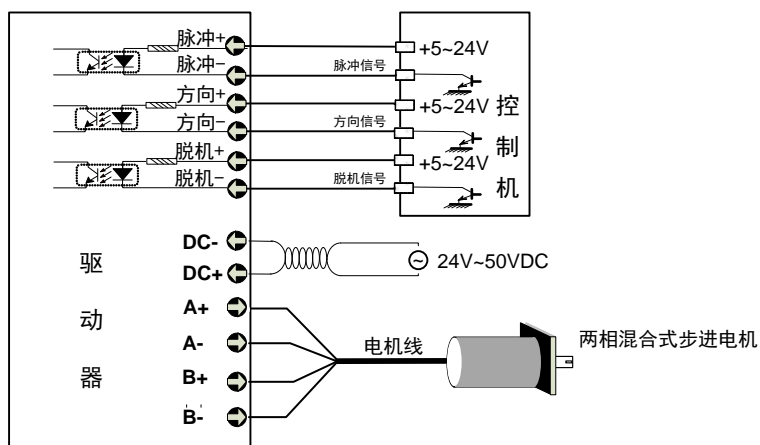 脉冲+
+5~24V
脉冲−
脉冲信号
方向+
+5~24V
方向−
方向信号
脱机+
+5~24V
脱机−
脱机信号
控制机
DC-
DC+
24V~50VDC
驱动器
A+
A-
B+
B-
电机线
两相混合式步进电机